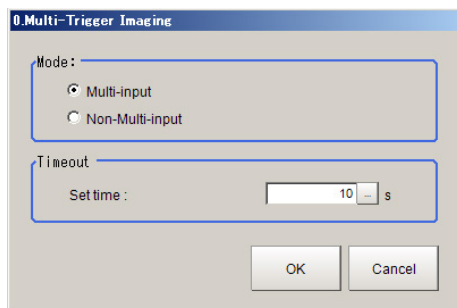 0.Multi-Trigger Imaging
Mode:
Multi-input
Non-Multi-input
Timeout
Set time : 10 ... s
OK Cancel